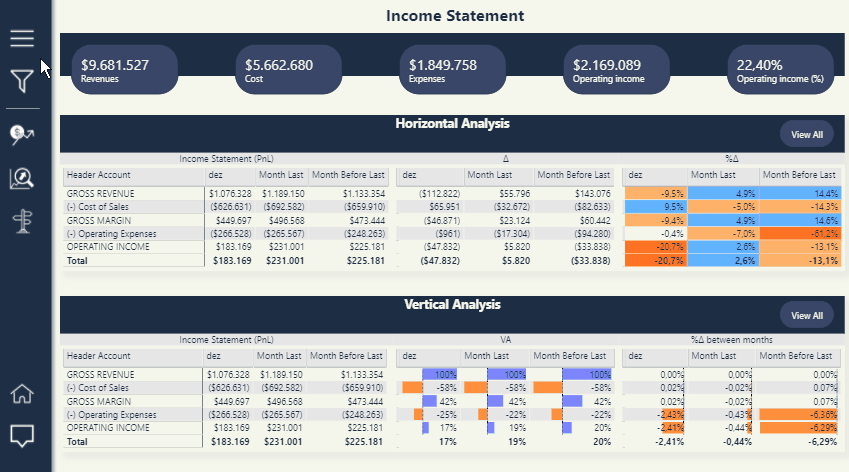 Income Statement
$9.681.527 $5.662.680 $1.849.758 $2.169.089 22,40%
Revenues Cost Expenses Operating income Operating income (%)
Horizontal Analysis
View All
Income Statement (PnL) Δ %Δ
Header Account dez Month Last Month Before Last dez Month Last Month Before Last dez Month Last Month Before Last
GROSS REVENUE $1.076.328 $1.189.150 $1.133.354 ($112.822) $55.796 $143.076 -9,5% 4,9% 14,4%
(-) Cost of Sales ($626.631) ($692.582) ($659.910) $65.951 ($32.672) ($82.633) 9,5% -5,0% -14,3%
GROSS MARGIN $449.697 $496.568 $473.444 ($46.871) $23.124 $60.442 -9,4% 4,9% 14,6%
(-) Operating Expenses ($266.528) ($265.567) ($248.263) ($961) ($17.304) ($94.280) -0,4% -7,0% -61,2%
OPERATING INCOME $183.169 $231.001 $225.181 ($47.832) $5.820 ($33.838) -20,7% 2,6% -13,1%
Total $183.169 $231.001 $225.181 ($47.832) $5.820 ($33.838) -20,7% 2,6% -13,1%
Vertical Analysis
View All
Income Statement (PnL) VA %Δ between months
Header Account dez Month Last Month Before Last dez Month Last Month Before Last dez Month Last Month Before Last
GROSS REVENUE $1.076.328 $1.189.150 $1.133.354 100% 100% 100% 0,00% 0,00% 0,00%
(-) Cost of Sales ($626.631) ($692.582) ($659.910) -58% -58% -58% 0,02% -0,02% 0,07%
GROSS MARGIN $449.697 $496.568 $473.444 42% 42% 42% 0,02% -0,02% 0,07%
(-) Operating Expenses ($266.528) ($265.567) ($248.263) -25% -22% -22% -2,43% -0,43% -6,36%
OPERATING INCOME $183.169 $231.001 $225.181 17% 19% 20% -2,41% -0,44% -6,29%
Total $183.169 $231.001 $225.181 17% 19% 20% -2,41% -0,44% -6,29%